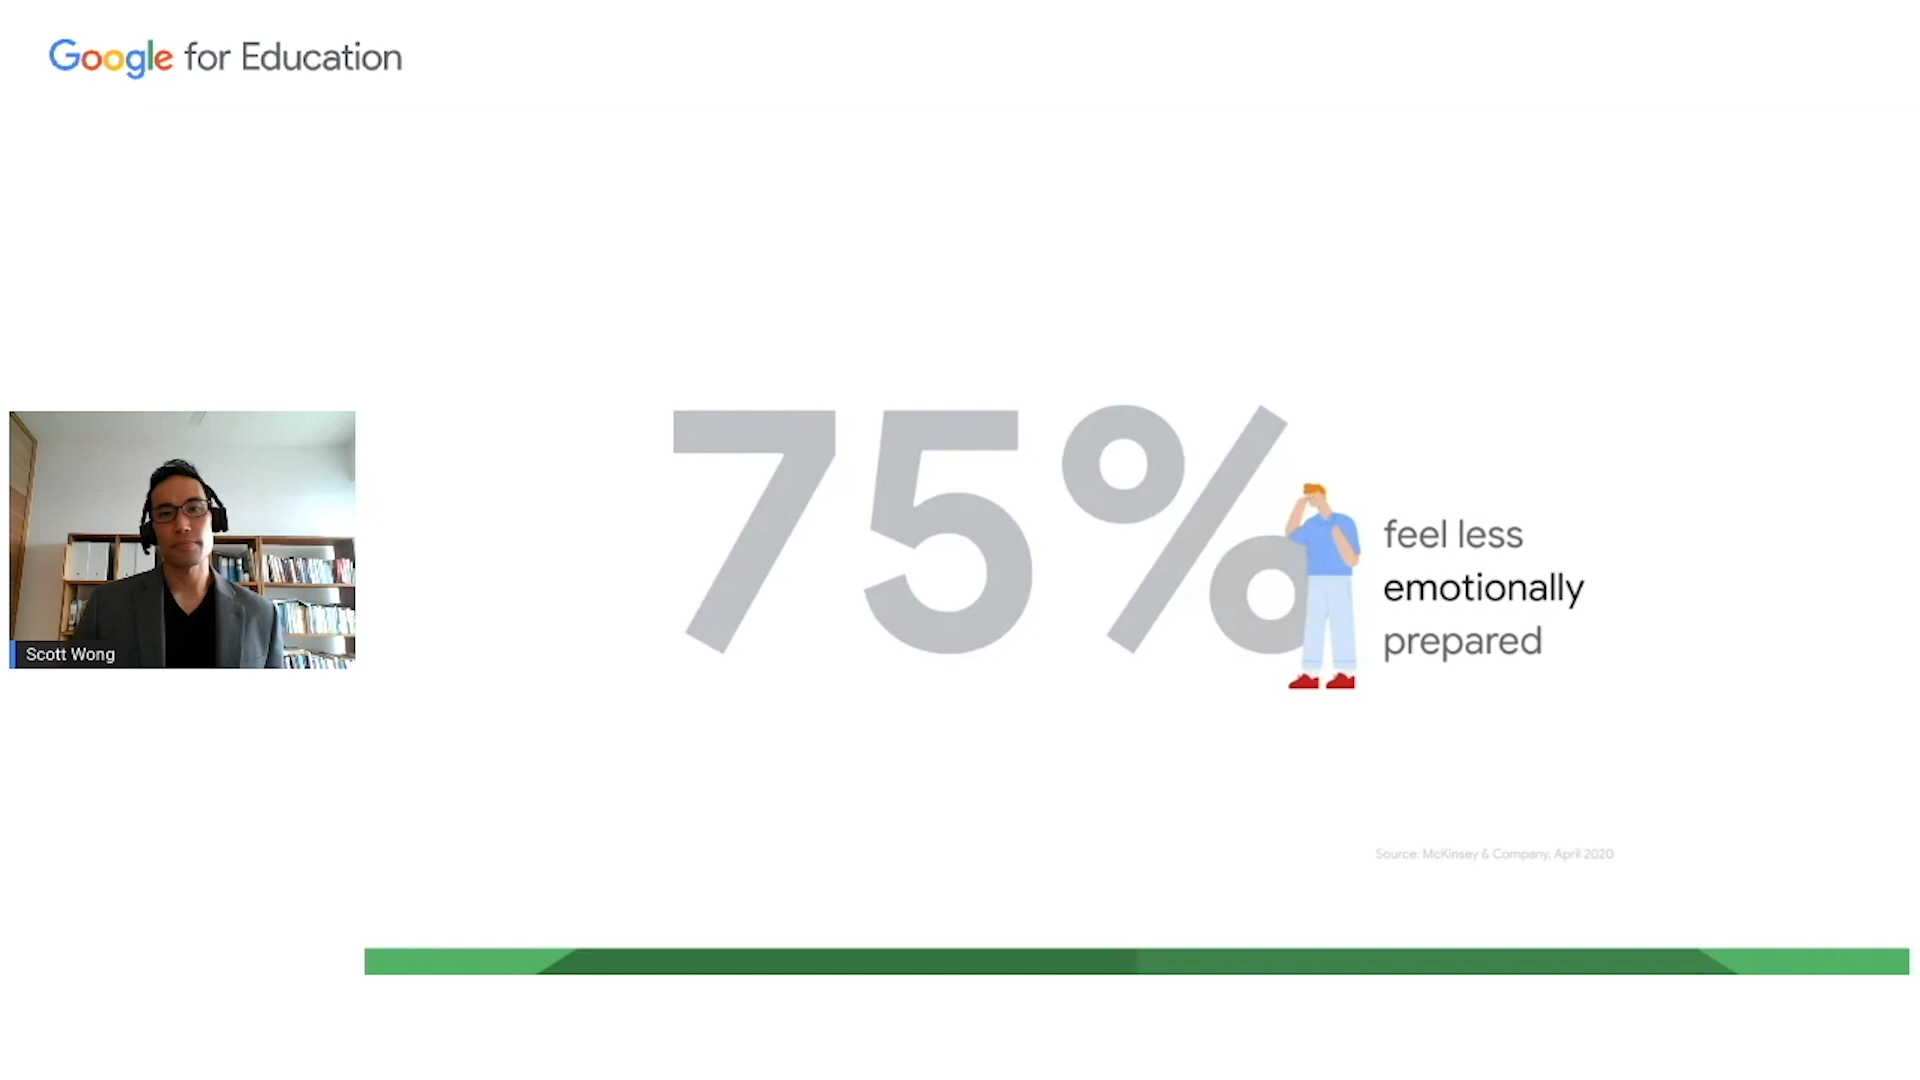 Google for Education
75%
feel less
emotionally
prepared
Scott Wong
Source: McKinsey & Company, April 2020